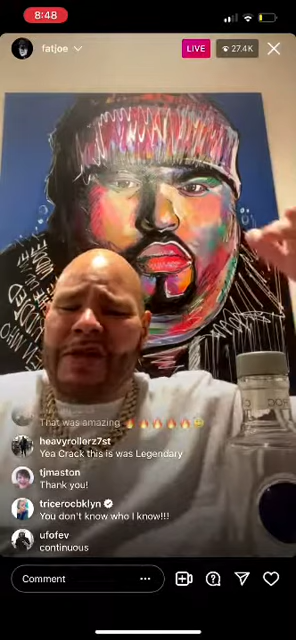 8:48
fatjoe
LIVE
27.4K
That was amazing 🔥🔥🔥🔥🔥
heavyrollerz7st
Yea Crack this is was Legendary
tjmaston
Thank you!
tricerocbklyn
You don't know who I know!!!
ufofev
continuous
Comment